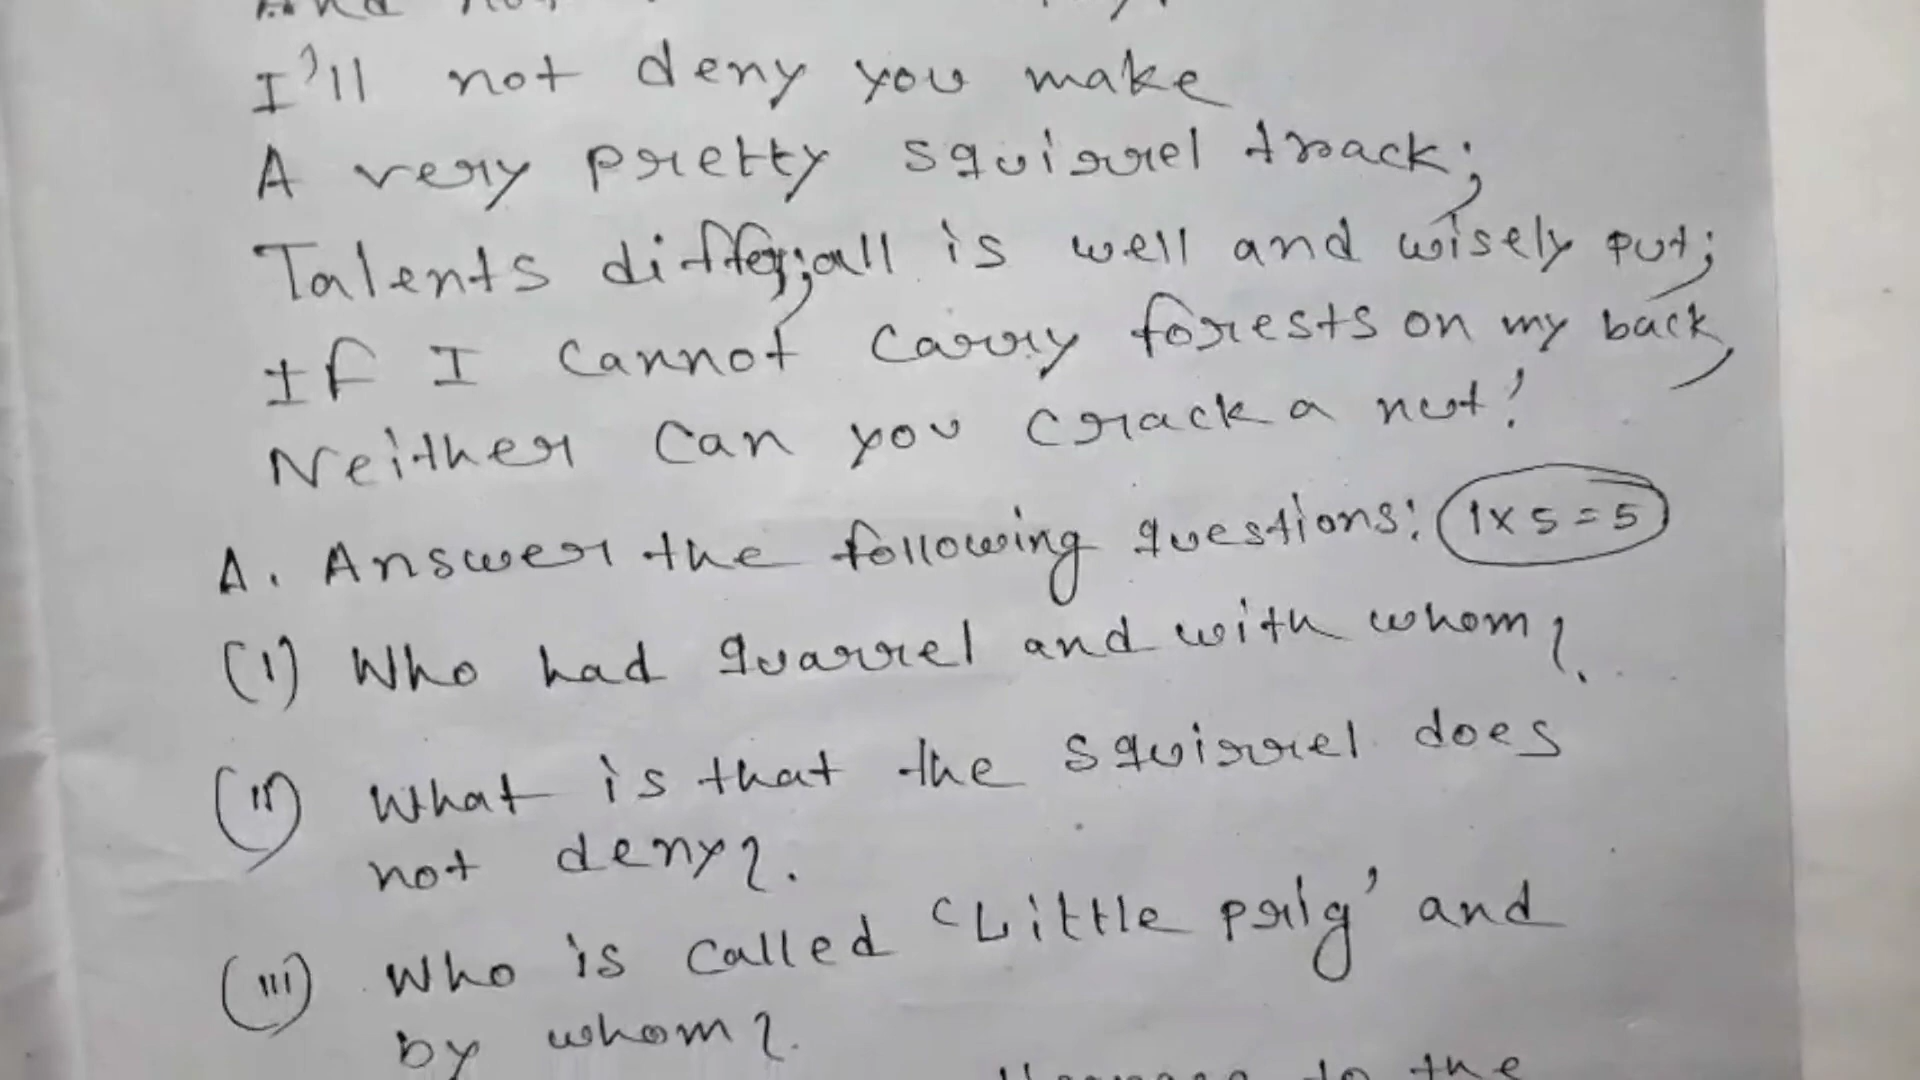 I'll not deny you make
A very pretty squirrel track;
Talents differ; all is well and wisely put;
If I cannot carry forests on my back,
Neither can you crack a nut!
A. Answer the following questions: 1x5=5
(i) Who had quarrel and with whom?
(ii) What is that the squirrel does
not deny?
(iii) Who is called 'Little prig' and
by whom?
to the